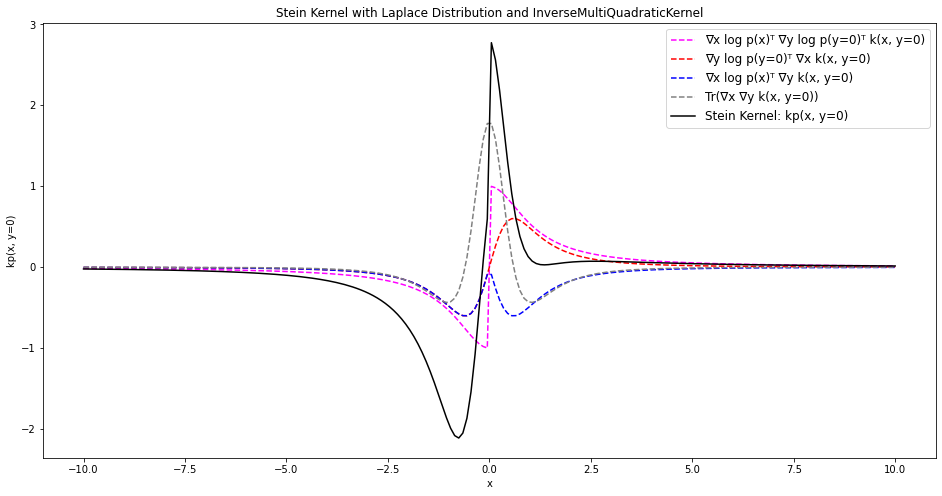 Stein Kernel with Laplace Distribution and InverseMultiQuadraticKernel
3
2
1
0
−1
−2
kp(x, y=0)
∇x log p(x)ᵀ ∇y log p(y=0)ᵀ k(x, y=0)
∇y log p(y=0)ᵀ ∇x k(x, y=0)
∇x log p(x)ᵀ ∇y k(x, y=0)
Tr(∇x ∇y k(x, y=0))
Stein Kernel: kp(x, y=0)
−10.0 −7.5 −5.0 −2.5 0.0 2.5 5.0 7.5 10.0
x